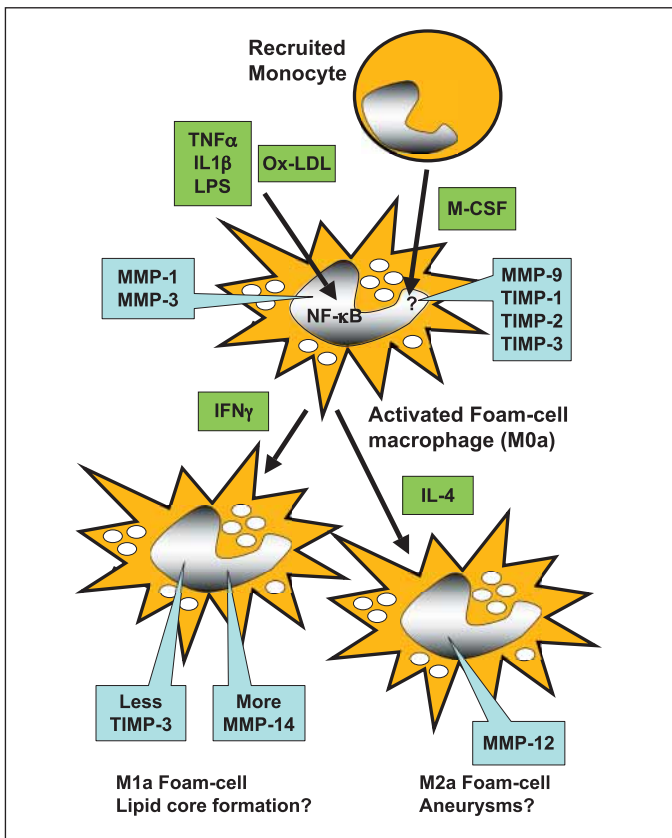 Recruited
Monocyte
TNFα
IL1β
LPS
Ox-LDL
M-CSF
MMP-1
MMP-3
NF-κB
?
MMP-9
TIMP-1
TIMP-2
TIMP-3
IFNγ
Activated Foam-cell
macrophage (M0a)
IL-4
Less
TIMP-3
More
MMP-14
MMP-12
M1a Foam-cell
Lipid core formation?
M2a Foam-cell
Aneurysms?